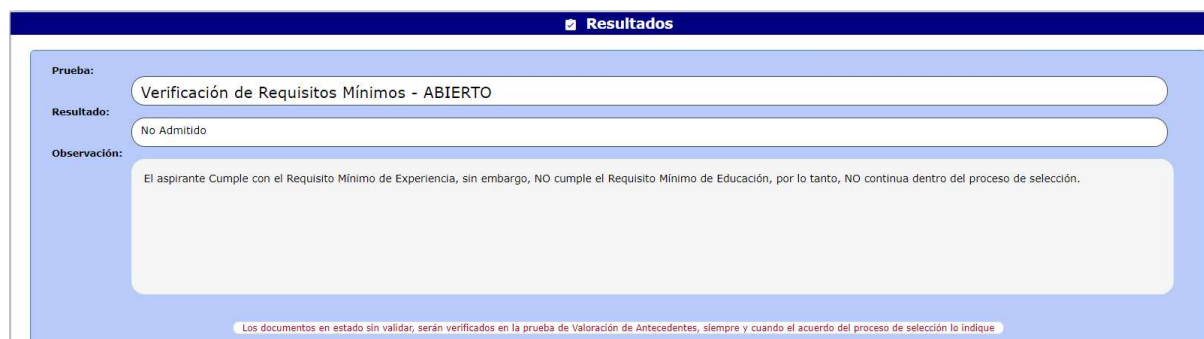 Resultados
Prueba:
Verificación de Requisitos Mínimos - ABIERTO
Resultado:
No Admitido
Observación:
El aspirante Cumple con el Requisito Mínimo de Experiencia, sin embargo, NO cumple el Requisito Mínimo de Educación, por lo tanto, NO continua dentro del proceso de selección.
Los documentos en estado sin validar, serán verificados en la prueba de Valoración de Antecedentes, siempre y cuando el acuerdo del proceso de selección lo indique